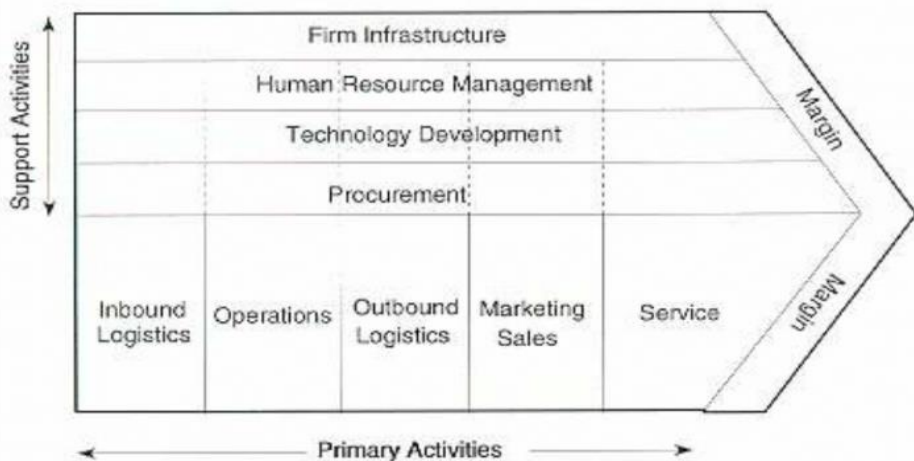 Support Activities
Firm Infrastructure
Human Resource Management
Technology Development
Procurement
Margin
Inbound
Logistics
Operations
Outbound
Logistics
Marketing
Sales
Service
Margin
Primary Activities